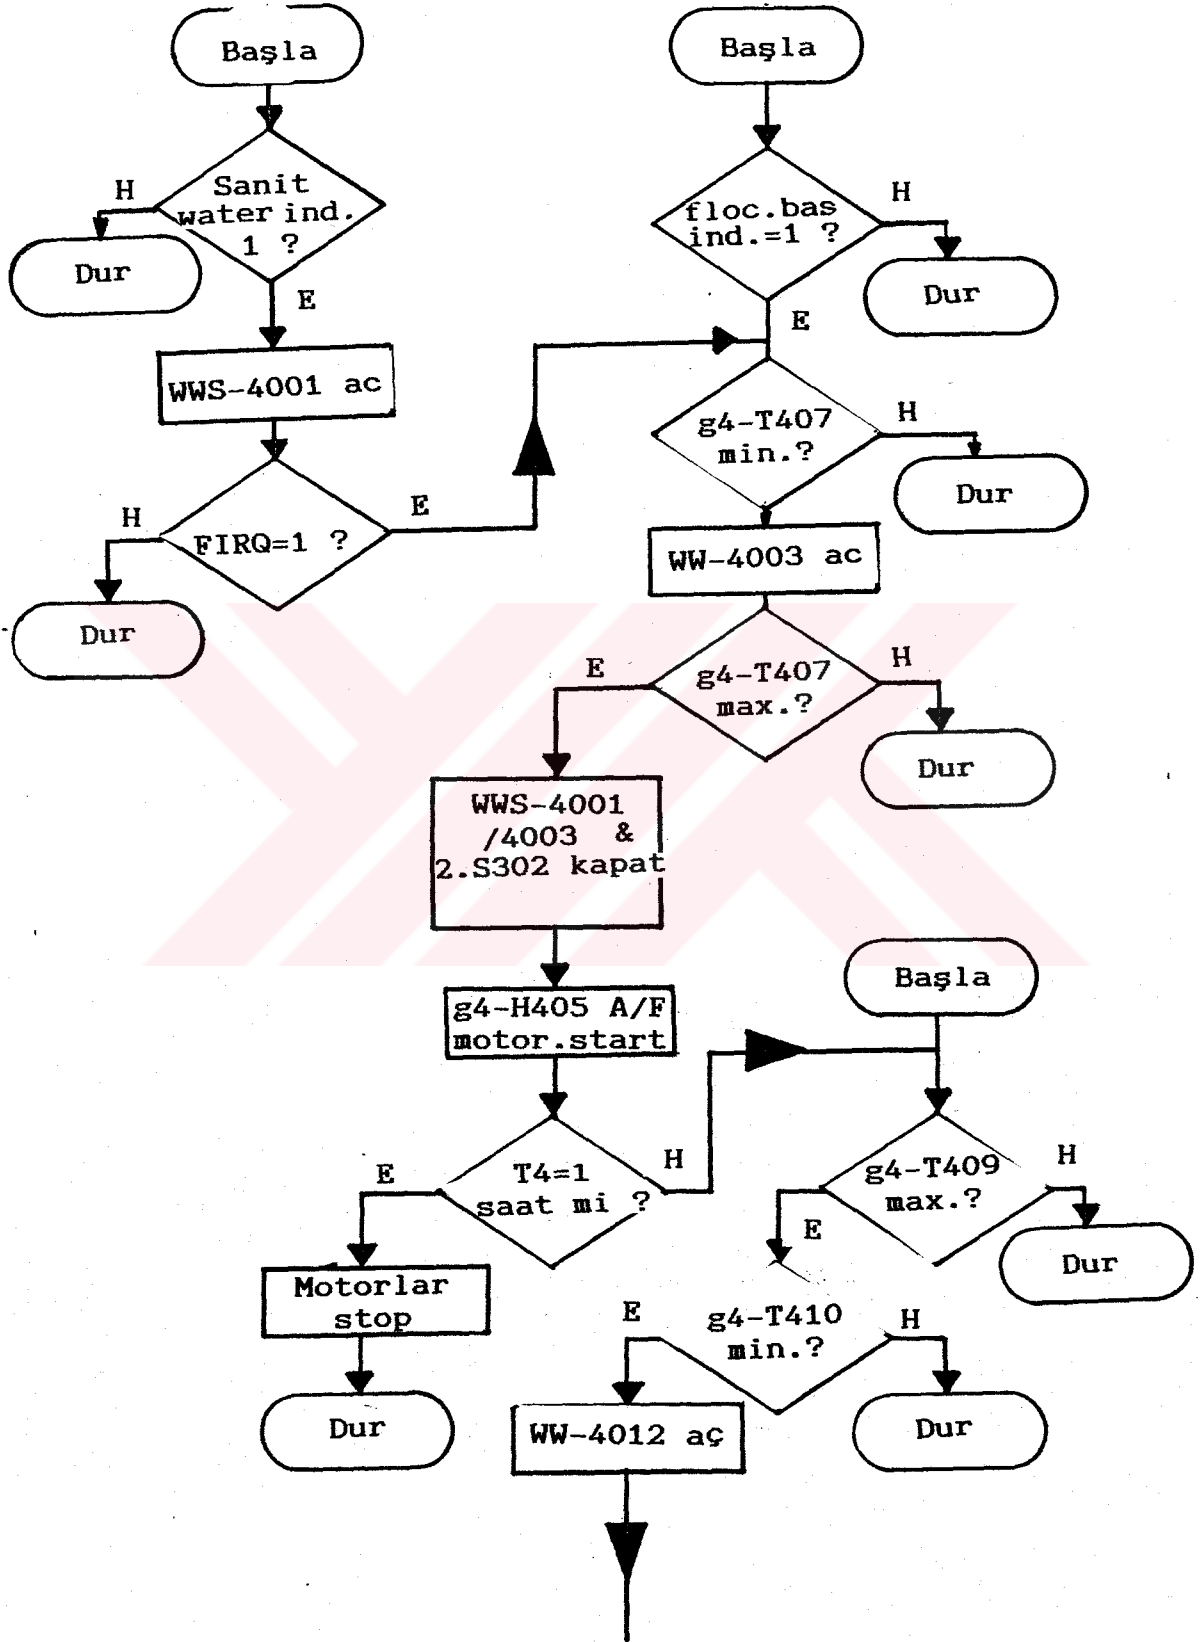 Başla
Sanit
water ind.
1 ?
H
Dur
E
WWS-4001 ac
FIRQ=1 ?
H
E
Dur
Başla
floc.bas
ind.=1 ?
H
Dur
E
g4-T407
min.?
H
Dur
WW-4003 ac
g4-T407
max.?
E
H
Dur
WWS-4001
/4003 &
2.S302 kapat
g4-H405 A/F
motor.start
T4=1
saat mi ?
E
H
Motorlar
stop
Dur
Başla
g4-T409
max.?
H
E
Dur
g4-T410
min.?
E
H
WW-4012 aç
Dur